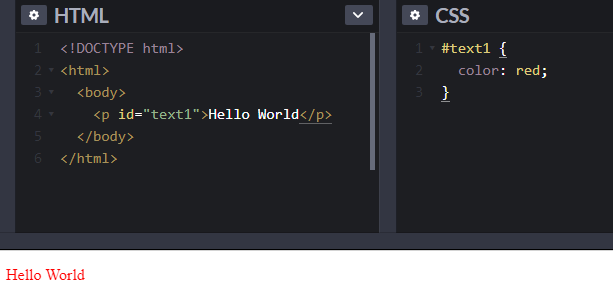 HTML
1 <!DOCTYPE html>
2 <html>
3 <body>
4 <p id="text1">Hello World</p>
5 </body>
6 </html>
CSS
1 #text1 {
2 color: red;
3 }
Hello World